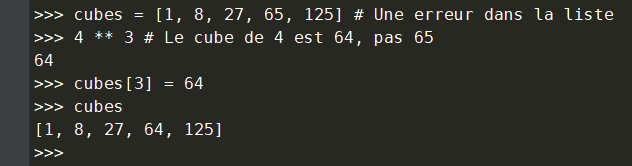 >>> cubes = [1, 8, 27, 65, 125] # Une erreur dans la liste
>>> 4 ** 3 # Le cube de 4 est 64, pas 65
64
>>> cubes[3] = 64
>>> cubes
[1, 8, 27, 64, 125]
>>>